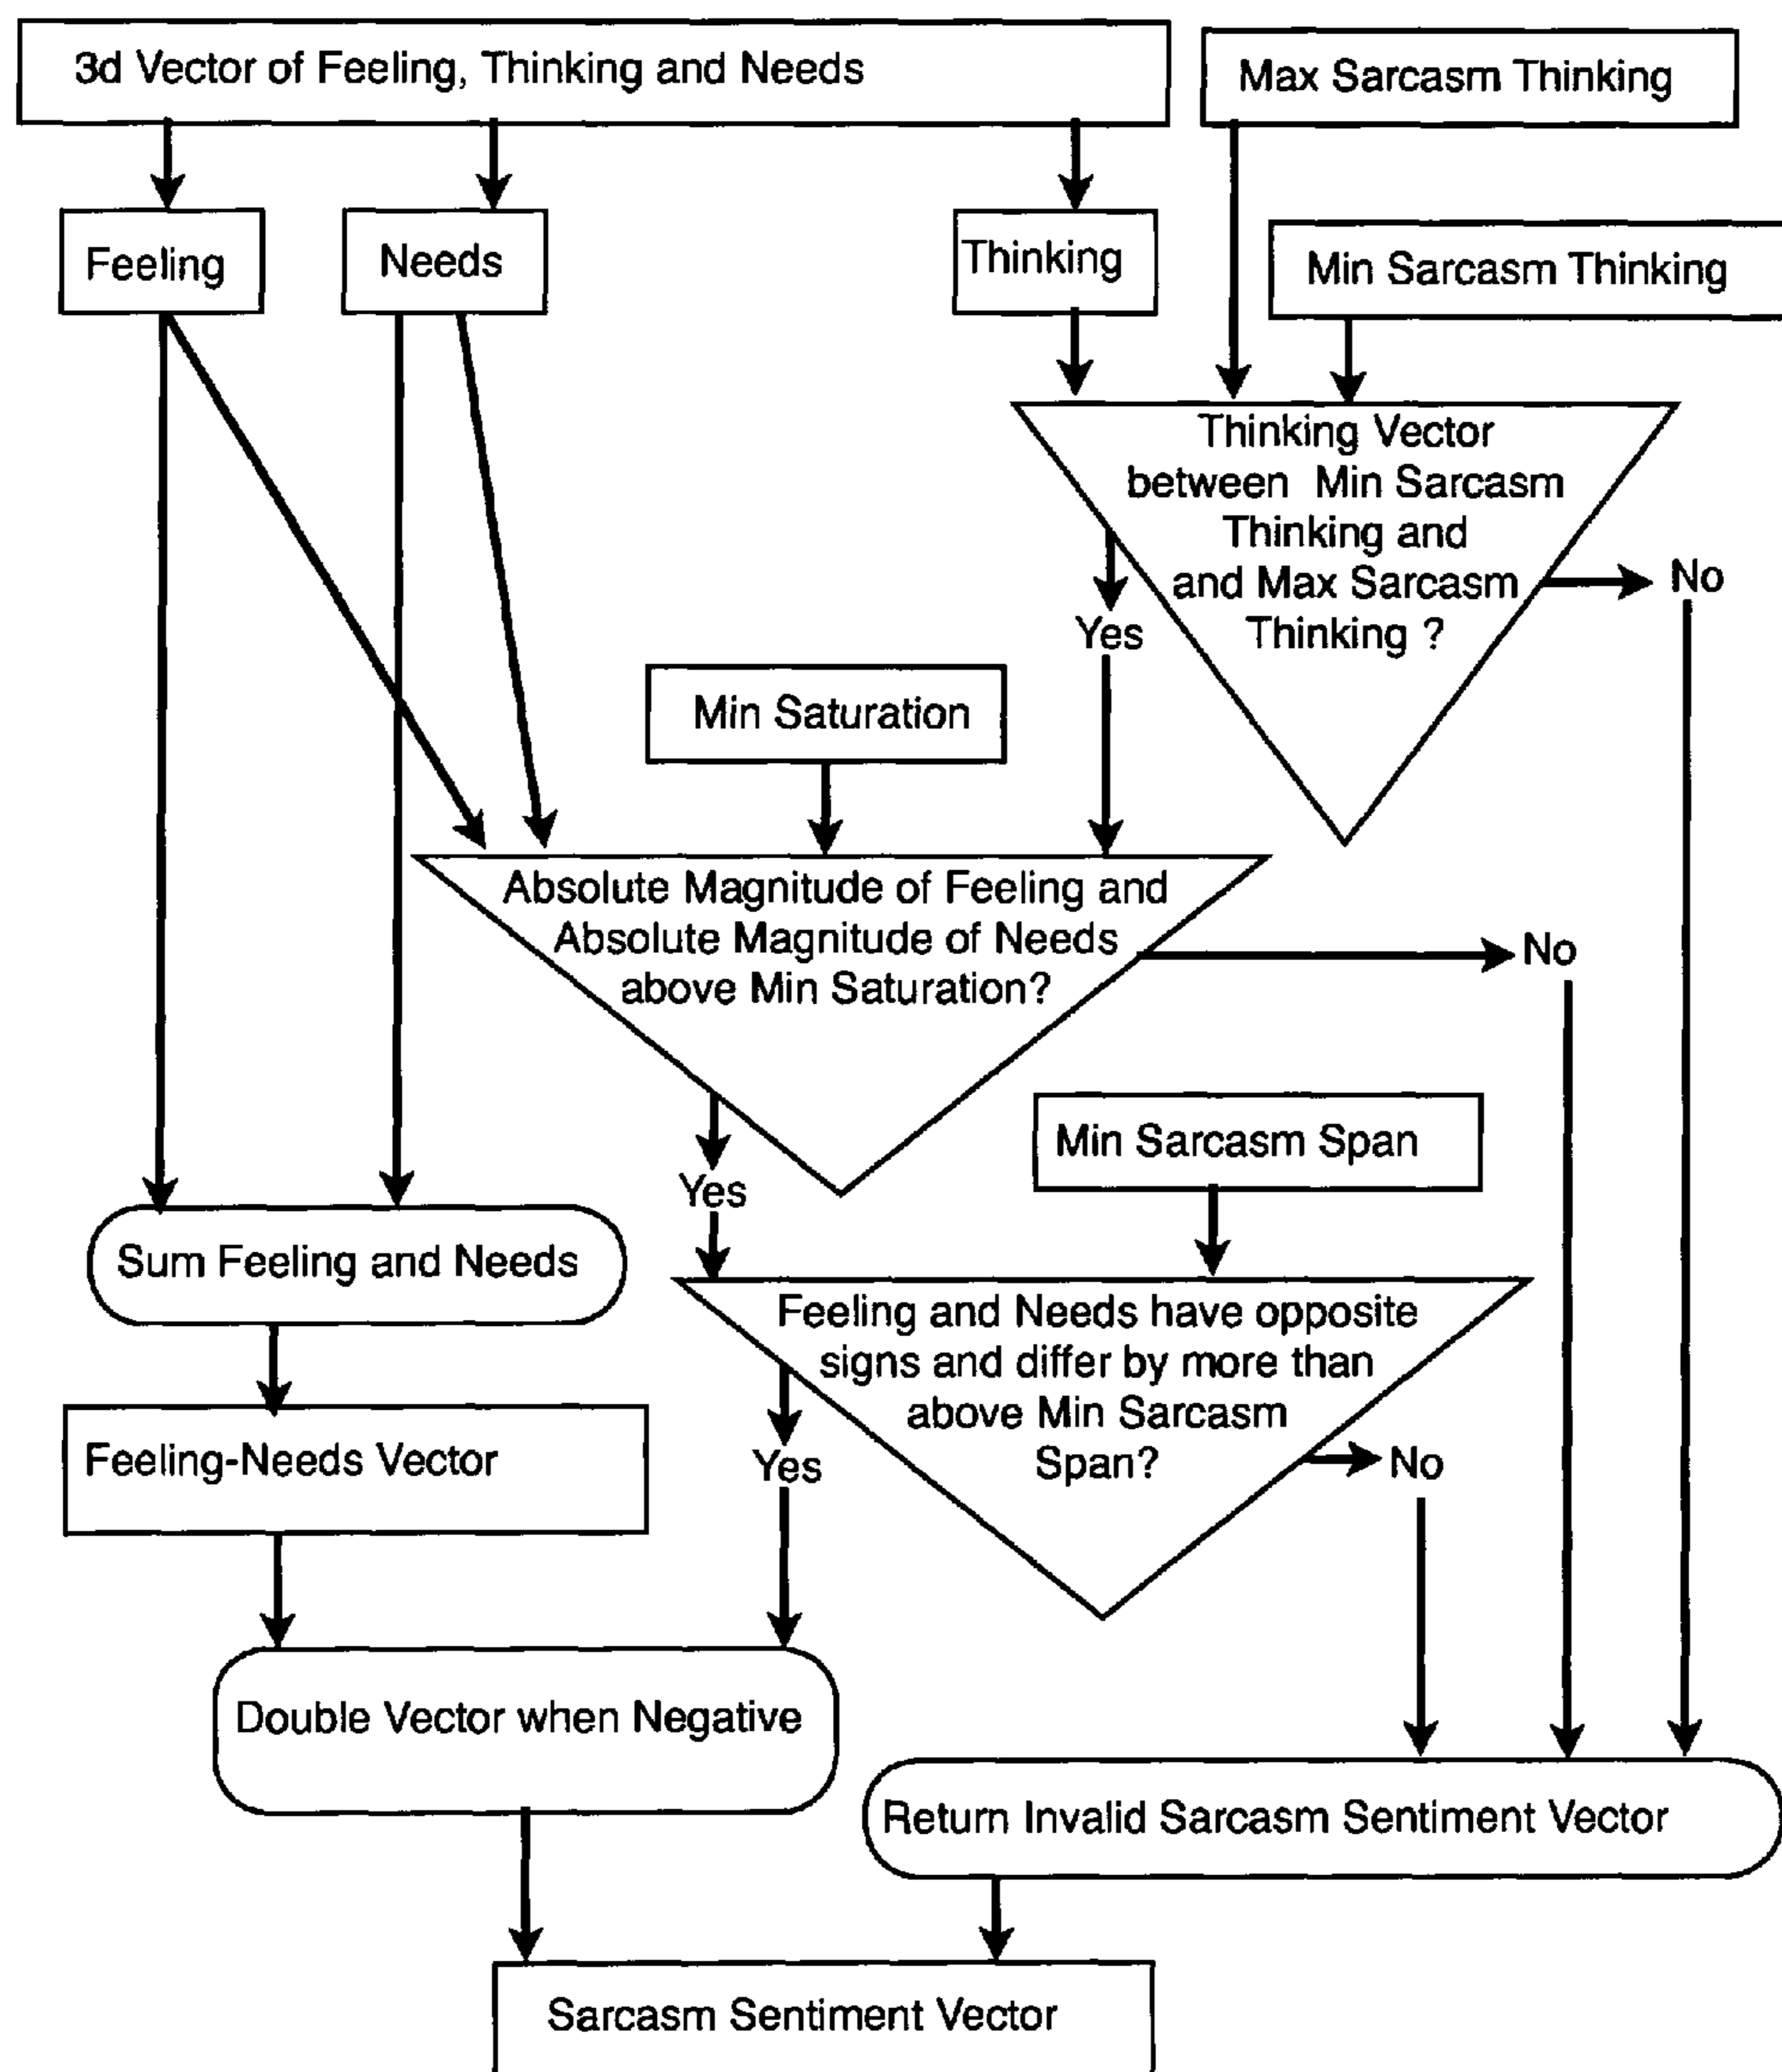 3d Vector of Feeling, Thinking and Needs
Max Sarcasm Thinking
Feeling
Needs
Thinking
Min Sarcasm Thinking
Thinking Vector
between Min Sarcasm
Thinking and
and Max Sarcasm
Thinking ?
No
Yes
Min Saturation
Absolute Magnitude of Feeling and
Absolute Magnitude of Needs
above Min Saturation?
No
Min Sarcasm Span
Yes
Sum Feeling and Needs
Feeling and Needs have opposite
signs and differ by more than
above Min Sarcasm
Span?
No
Yes
Feeling-Needs Vector
Double Vector when Negative
Return Invalid Sarcasm Sentiment Vector
Sarcasm Sentiment Vector